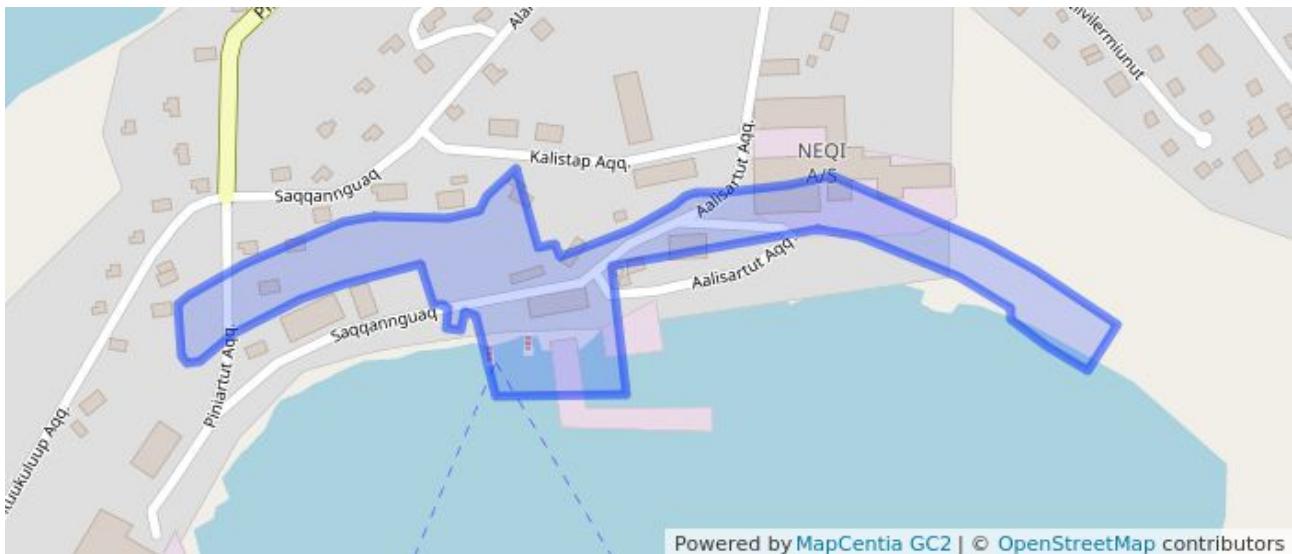 Kalistap Aqq.
NEQI
A/S
Aalisartut Aqq.
Saqqannguaq
Aalisartut Aqq.
Saqqannguaq
Piniartut Aqq.
Powered by MapCentia GC2 | © OpenStreetMap contributors